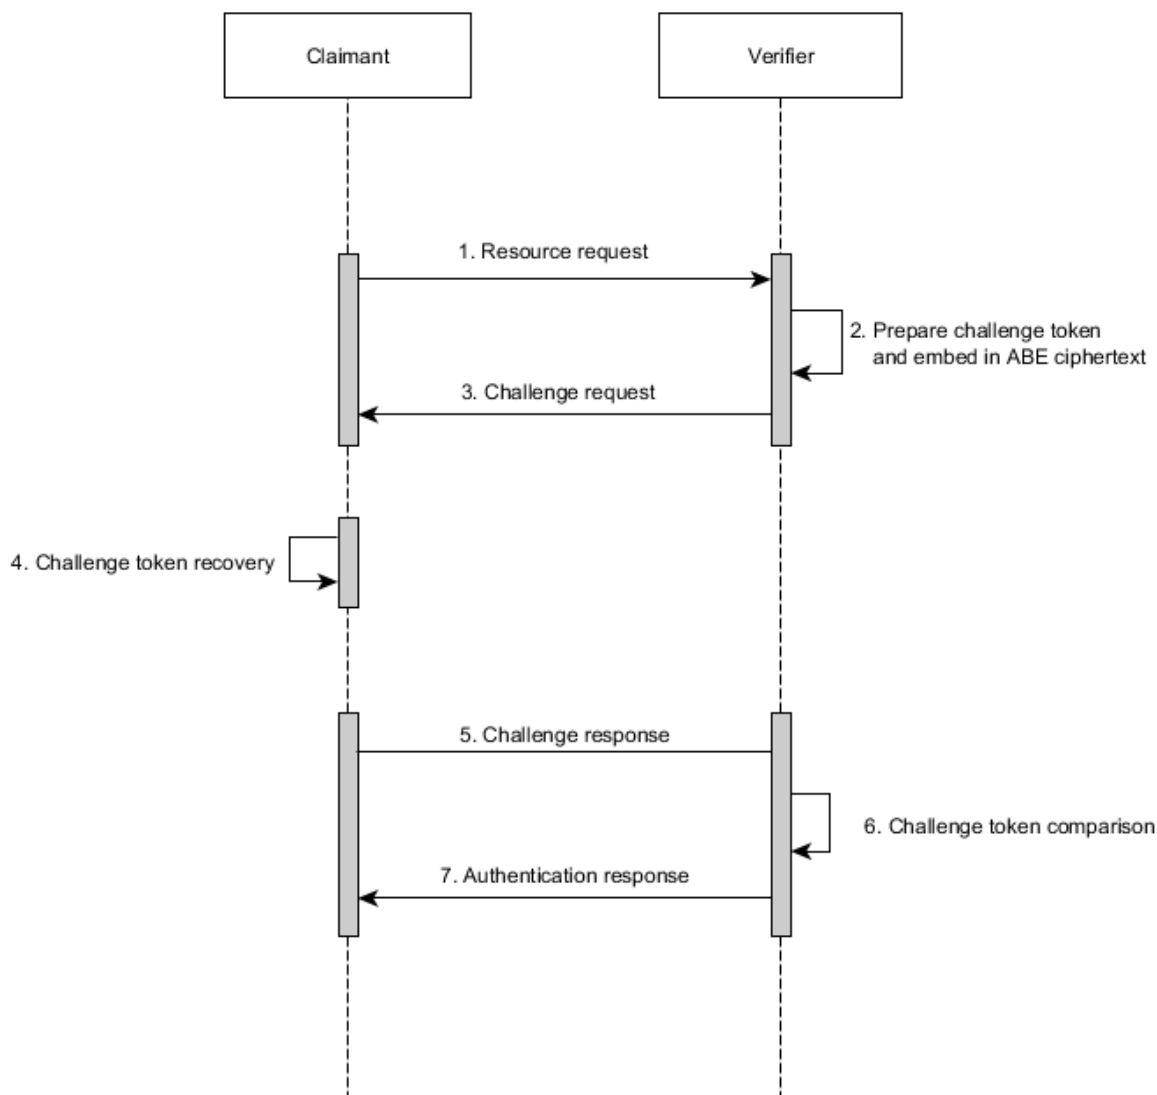 Claimant
Verifier
1. Resource request
2. Prepare challenge token
and embed in ABE ciphertext
3. Challenge request
4. Challenge token recovery
5. Challenge response
6. Challenge token comparison
7. Authentication response